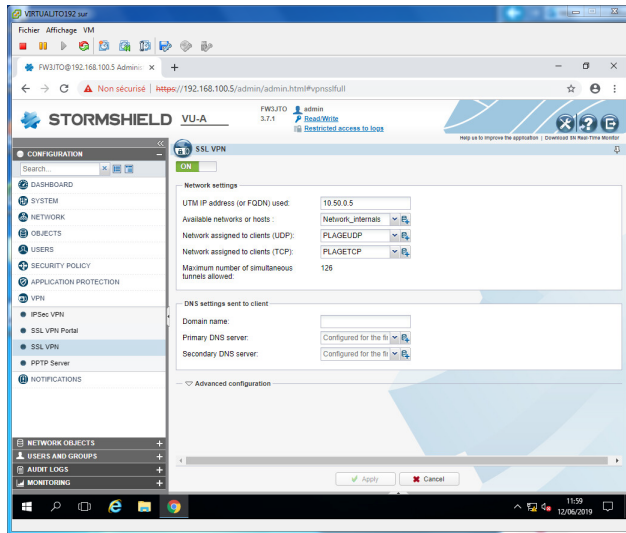 VIRTUALITO192 sur
Fichier Affichage VM
FW3JTO@192.168.100.5 Adminis
Non sécurisé | https://192.168.100.5/admin/admin.html#vpnsslfull
STORMSHIELD
VU-A
FW3JTO
3.7.1
admin
Read/Write
Restricted access to logs
Help us to improve the application | Download SN Real-Time Monitor
CONFIGURATION
Search...
DASHBOARD
SYSTEM
NETWORK
OBJECTS
USERS
SECURITY POLICY
APPLICATION PROTECTION
VPN
IPSec VPN
SSL VPN Portal
SSL VPN
PPTP Server
NOTIFICATIONS
NETWORK OBJECTS
USERS AND GROUPS
AUDIT LOGS
MONITORING
SSL VPN
ON
Network settings
UTM IP address (or FQDN) used: 10.50.0.5
Available networks or hosts : Network_internals
Network assigned to clients (UDP): PLAGEUDP
Network assigned to clients (TCP): PLAGETCP
Maximum number of simultaneous 126
tunnels allowed:
DNS settings sent to client
Domain name:
Primary DNS server: Configured for the fir
Secondary DNS server: Configured for the fir
Advanced configuration
Apply Cancel
11:59
12/06/2019